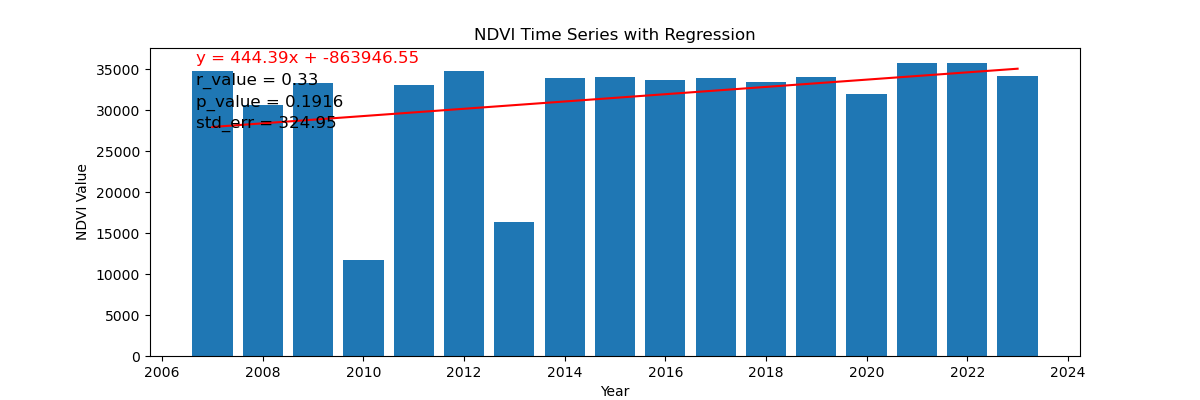 NDVI Time Series with Regression
y = 444.39x + -863946.55
r_value = 0.33
p_value = 0.1916
std_err = 324.95
NDVI Value
35000
30000
25000
20000
15000
10000
5000
0
2006 2008 2010 2012 2014 2016 2018 2020 2022 2024
Year